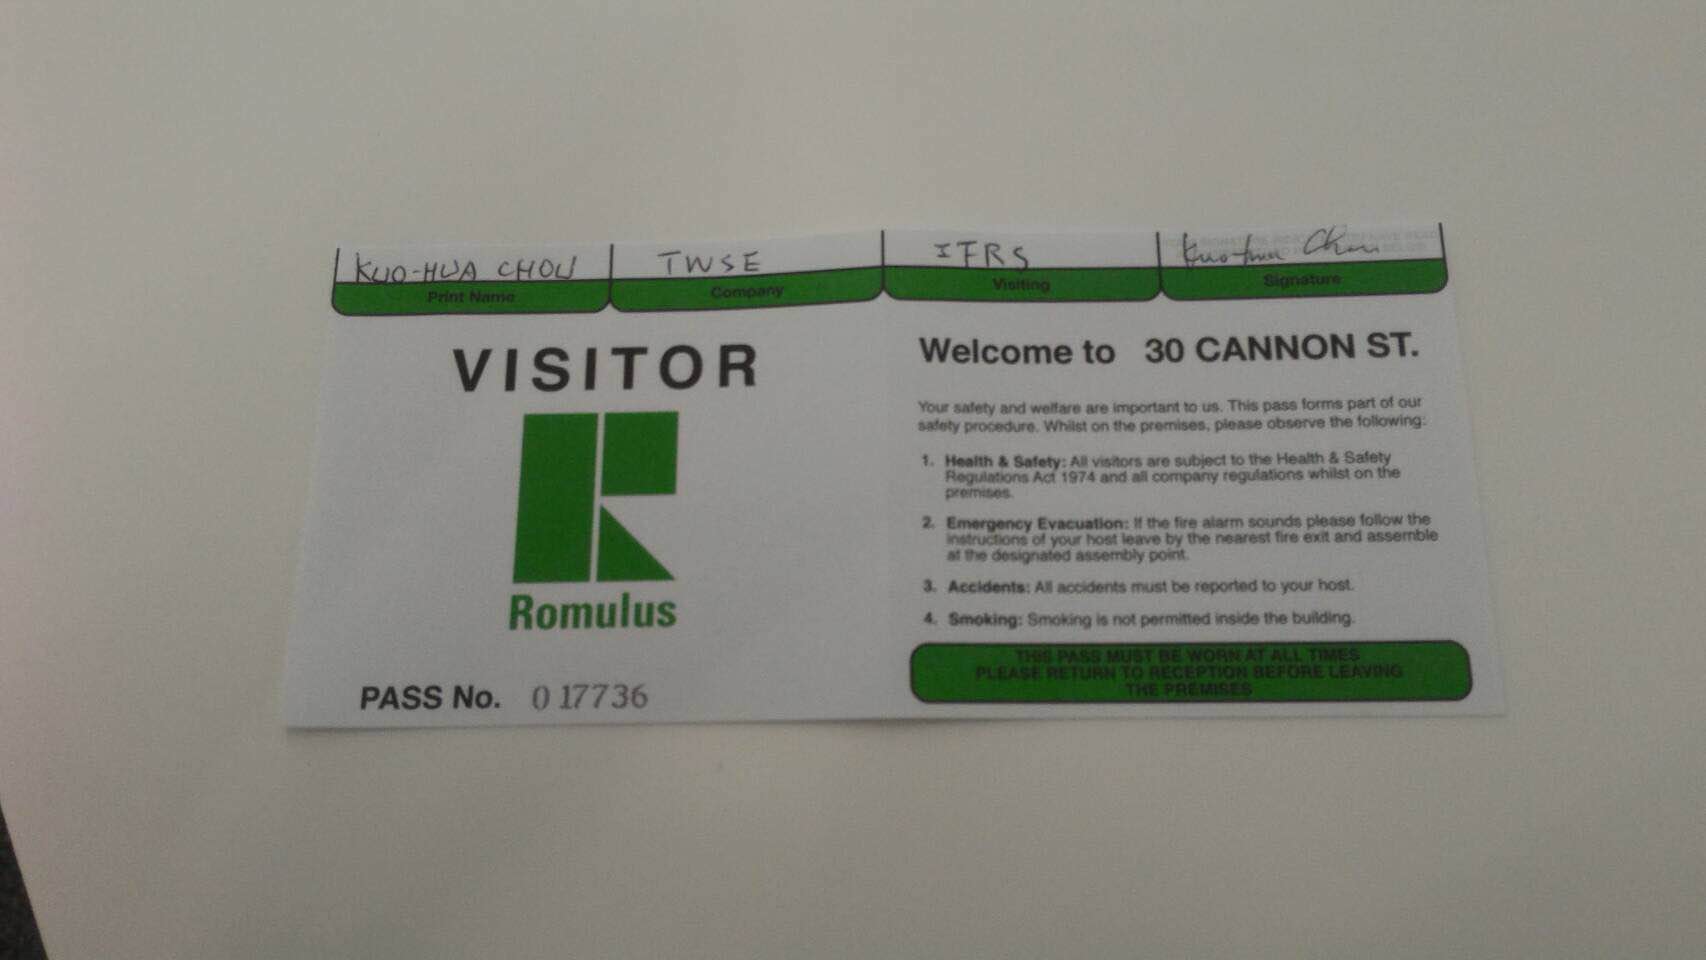 KUO-HUA CHOU
Print Name
TWSE
Company
IFRS
Visiting
Kuo-hua Chou
Signature
VISITOR
Romulus
PASS No. 017736
Welcome to 30 CANNON ST.
Your safety and welfare are important to us. This pass forms part of our
safety procedure. Whilst on the premises, please observe the following:
1. Health & Safety: All visitors are subject to the Health & Safety
Regulations Act 1974 and all company regulations whilst on the
premises.
2. Emergency Evacuation: If the fire alarm sounds please follow the
instructions of your host leave by the nearest fire exit and assemble
at the designated assembly point.
3. Accidents: All accidents must be reported to your host.
4. Smoking: Smoking is not permitted inside the building.
THIS PASS MUST BE WORN AT ALL TIMES
PLEASE RETURN TO RECEPTION BEFORE LEAVING
THE PREMISES